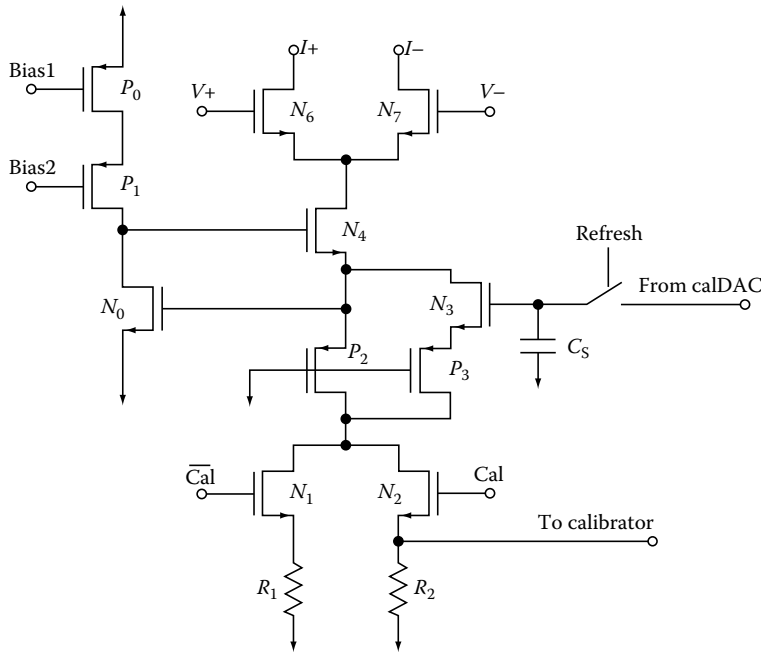 I+ I−
Bias1
P0
V+ N6 N7 V−
Bias2
P1
N4
Refresh
From calDAC
N0 N3
P2 P3 CS
C̅a̅l̅ N1 N2 Cal
To calibrator
R1 R2